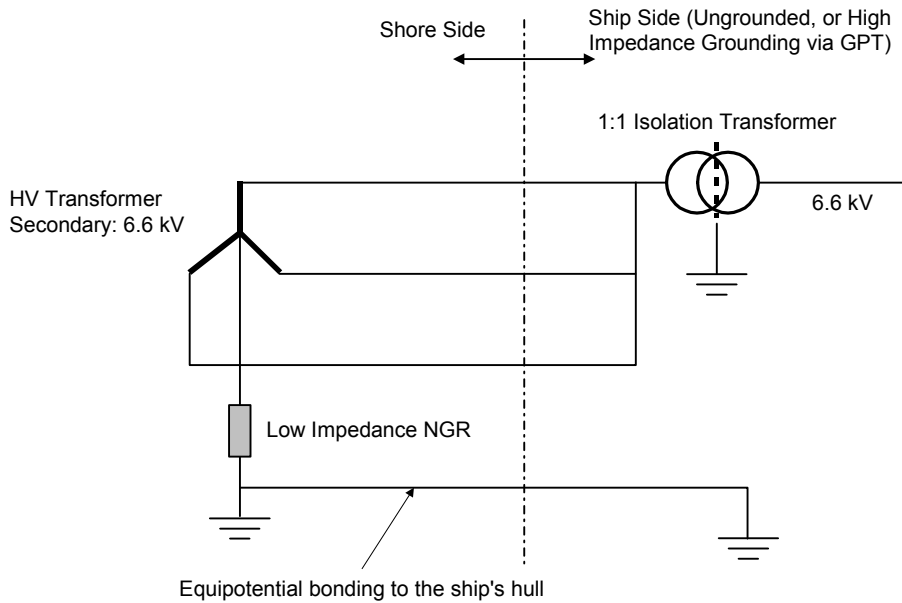 Shore Side
Ship Side (Ungrounded, or High
Impedance Grounding via GPT)
1:1 Isolation Transformer
HV Transformer
Secondary: 6.6 kV
6.6 kV
Low Impedance NGR
Equipotential bonding to the ship's hull